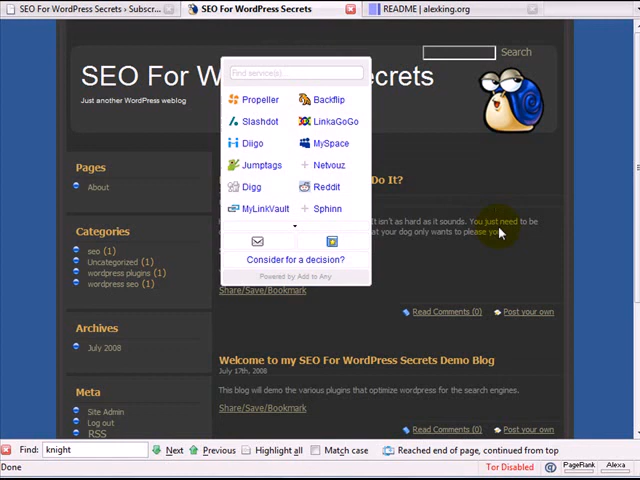 SEO For WordPress Secrets › Subscr...
SEO For WordPress Secrets
README | alexking.org
Search
SEO For W
ecrets
Just another WordPress weblog
Find service(s)
Propeller
Backflip
Slashdot
LinkaGoGo
Diigo
MySpace
Jumptags
Netvouz
Digg
Reddit
MyLinkVault
Sphinn
Consider for a decision?
Powered by Add to Any
Pages
About
Categories
seo (1)
Uncategorized (1)
wordpress plugins (1)
wordpress seo (1)
Archives
July 2008
Meta
Site Admin
Log out
RSS
Do It?
It isn't as hard as it sounds. You just need to be
at your dog only wants to please you
Share/Save/Bookmark
Read Comments (0)
Post your own
Welcome to my SEO For WordPress Secrets Demo Blog
July 17th, 2008
This blog will demo the various plugins that optimize wordpress for the search engines.
Share/Save/Bookmark
Read Comments (0)
Post your own
Find: knight Next Previous Highlight all Match case Reached end of page, continued from top
Done
Tor Disabled
PageRank
Alexa